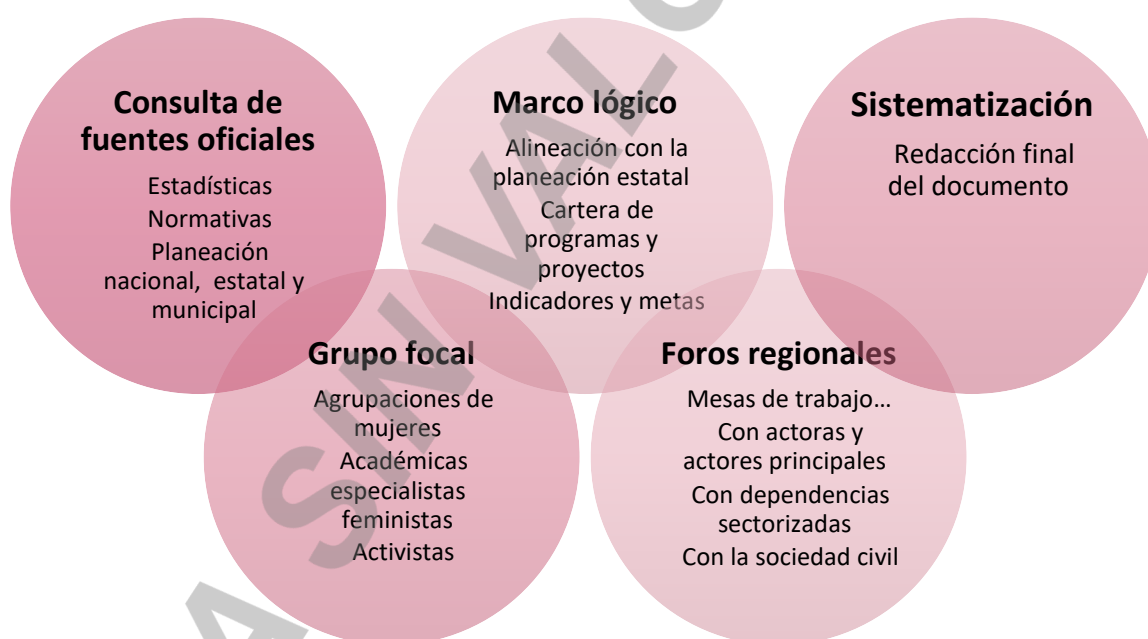 Consulta de
fuentes oficiales
Estadísticas
Normativas
Planeación
nacional, estatal y
municipal
Grupo focal
Agrupaciones de
mujeres
Académicas
especialistas
feministas
Activistas
Marco lógico
Alineación con la
planeación estatal
Cartera de
programas y
proyectos
Indicadores y metas
Foros regionales
Mesas de trabajo…
Con actoras y
actores principales
Con dependencias
sectorizadas
Con la sociedad civil
Sistematización
Redacción final
del documento
SIN